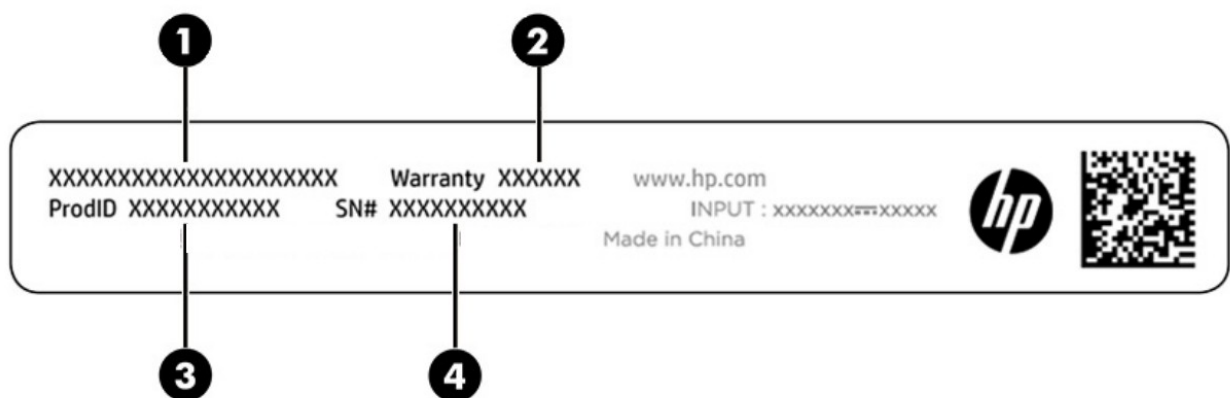 1
2
XXXXXXXXXXXXXXXXXXXXX Warranty XXXXXX www.hp.com
ProdID XXXXXXXXXXX SN# XXXXXXXXXX INPUT : XXXXXXX⎓XXXXX
Made in China
hp
3
4